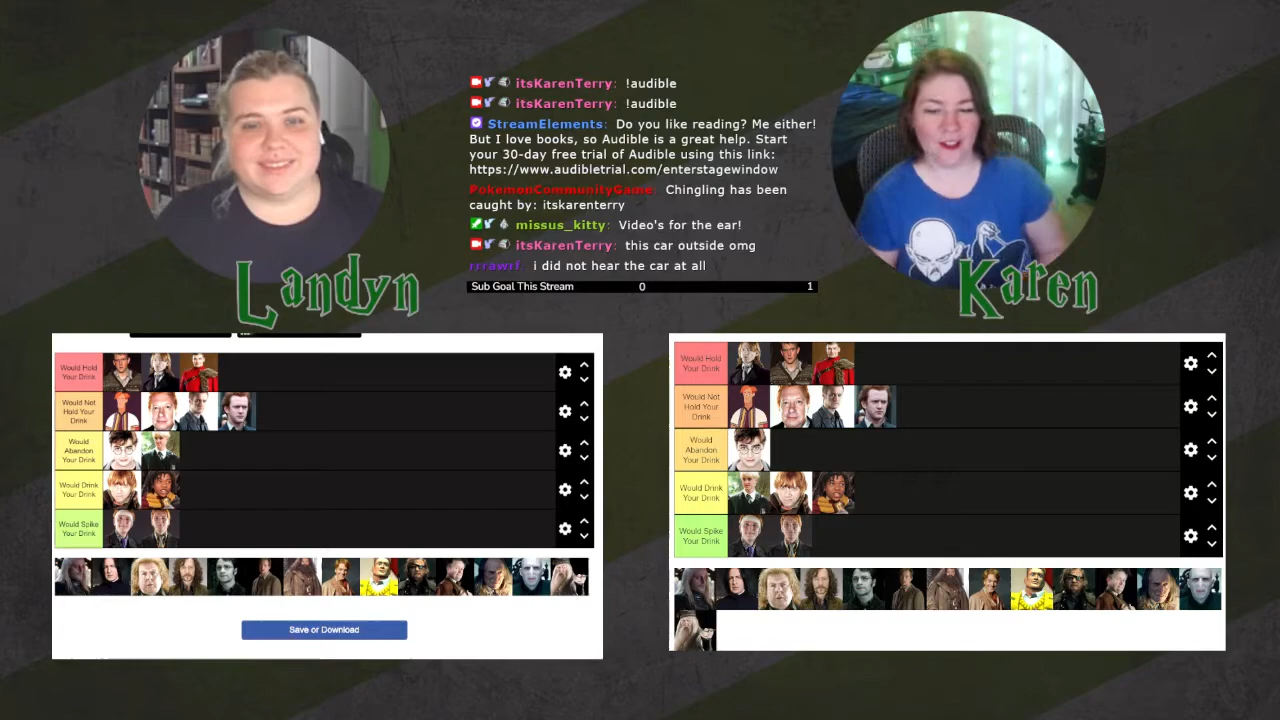 itsKarenTerry: !audible
itsKarenTerry: !audible
StreamElements: Do you like reading? Me either!
But I love books, so Audible is a great help. Start
your 30-day free trial of Audible using this link:
https://www.audibletrial.com/enterstagewindow
PokemonCommunityGame: Chingling has been
caught by: itskarenterry
missus_kitty: Video's for the ear!
itsKarenTerry: this car outside omg
rrrawrf: i did not hear the car at all
Sub Goal This Stream 0 1
Landyn
Karen
Would Hold
Your Drink
Would Not
Hold Your
Drink
Would
Abandon
Your Drink
Would Drink
Your Drink
Would Spike
Your Drink
Save or Download
Would Hold
Your Drink
Would Not
Hold Your
Drink
Would
Abandon
Your Drink
Would Drink
Your Drink
Would Spike
Your Drink